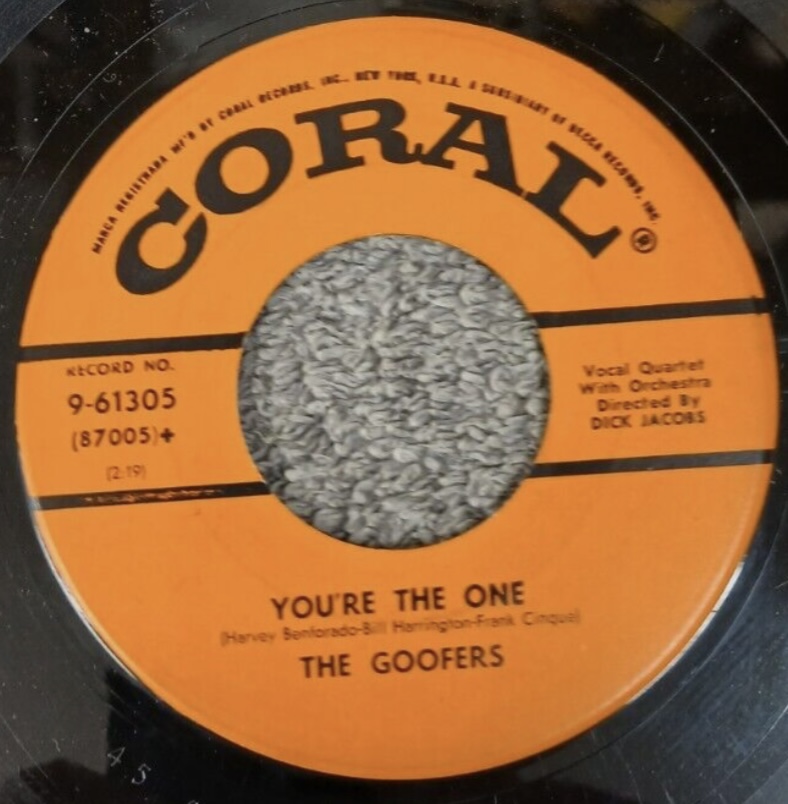 MARCA REGISTRADA MF'D BY CORAL RECORDS, INC., NEW YORK, U.S.A. A SUBSIDIARY OF DECCA RECORDS, INC.
CORAL®
RECORD NO.
9-61305
(87005)+
(2:19)
Vocal Quartet
With Orchestra
Directed By
DICK JACOBS
YOU'RE THE ONE
(Harvey Benforado-Bill Harrington-Frank Cinque)
THE GOOFERS
45